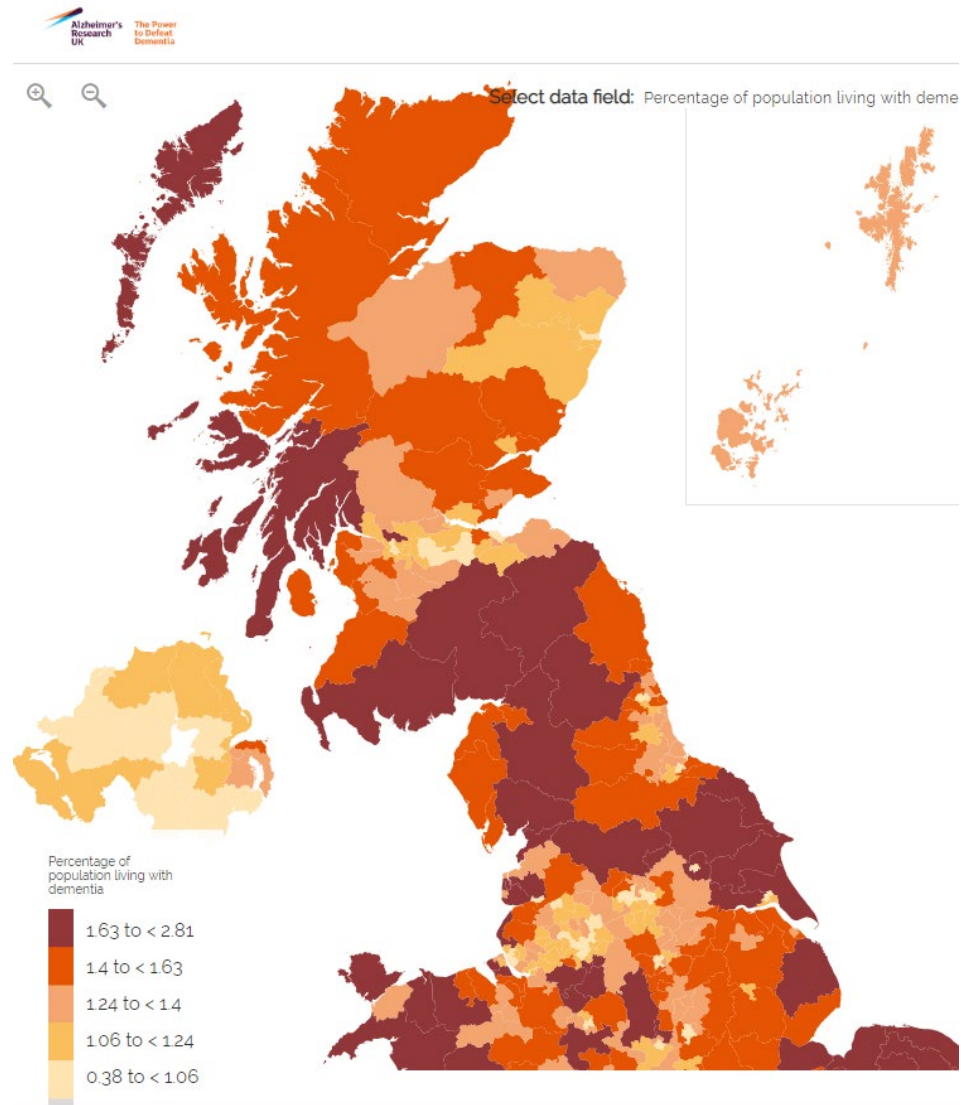 Alzheimer's
Research
UK
The Power
to Defeat
Dementia
Select data field: Percentage of population living with deme
Percentage of
population living with
dementia
1.63 to < 2.81
1.4 to < 1.63
1.24 to < 1.4
1.06 to < 1.24
0.38 to < 1.06